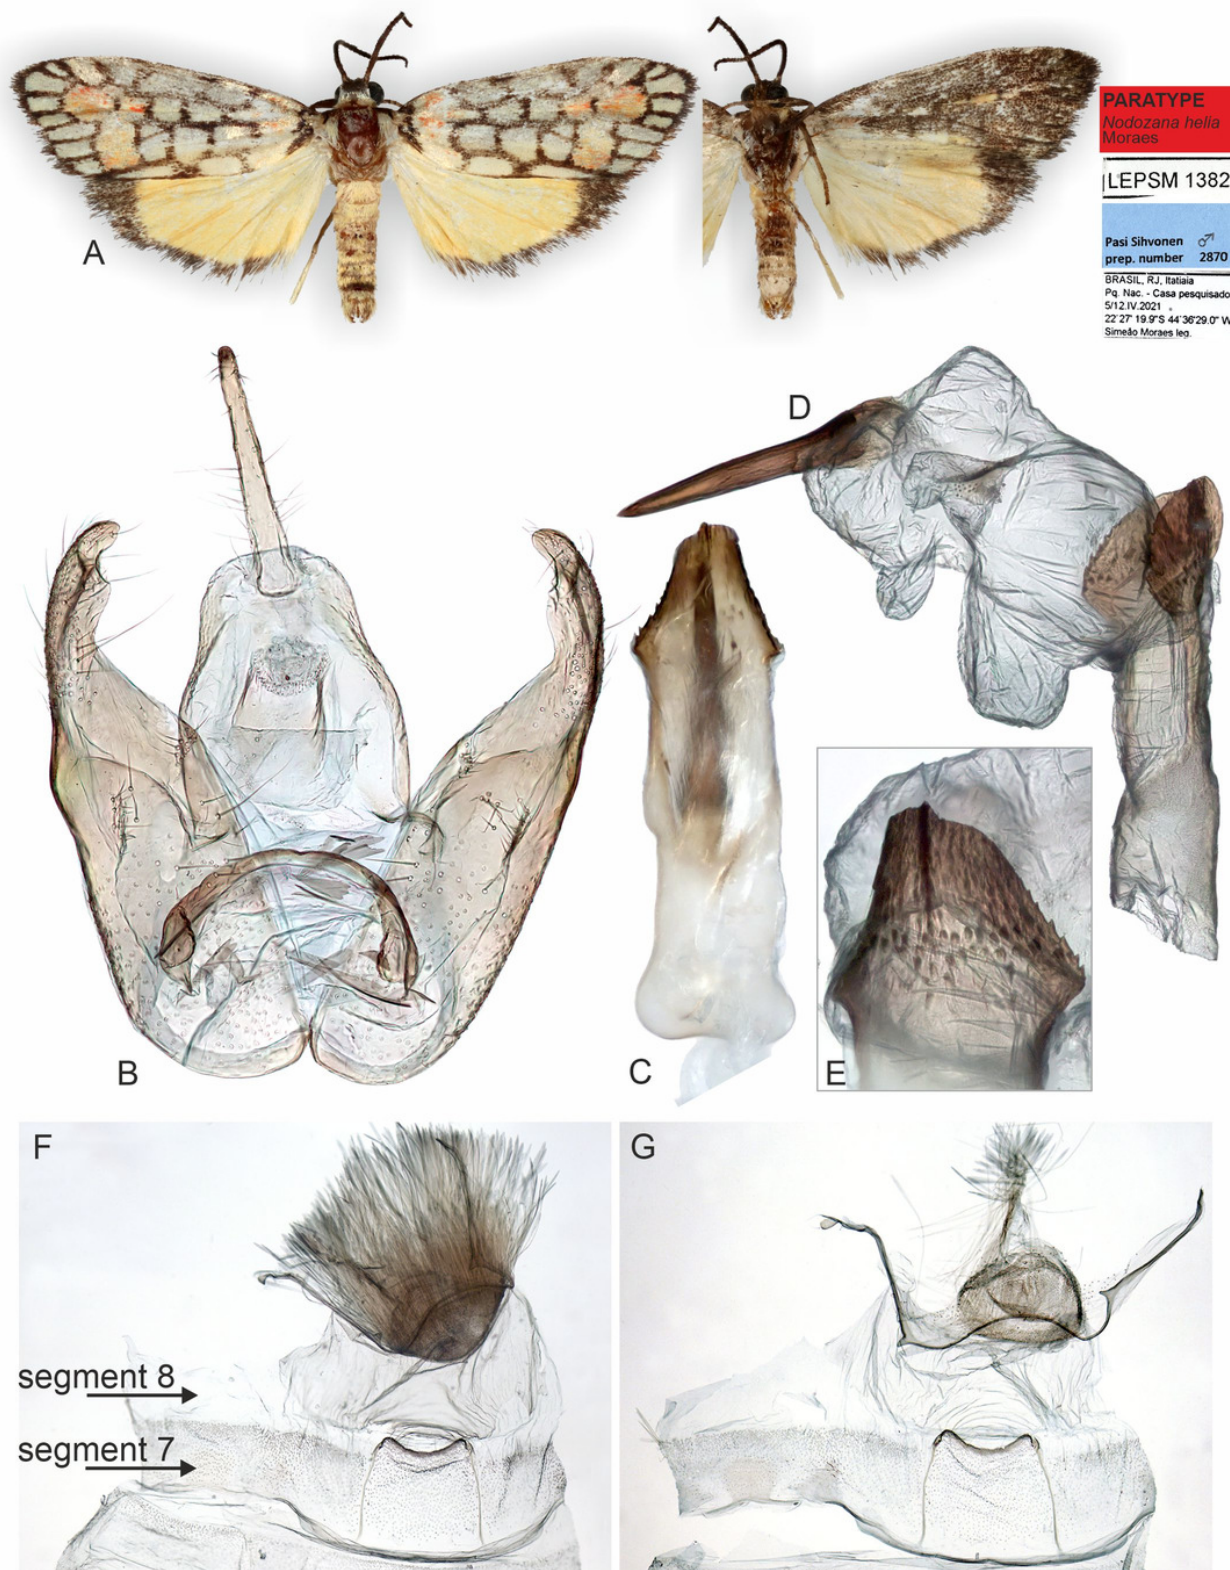 PARATYPE
Nodozana helia
Moraes
LEPSM 1382
Pasi Sihvonen ♂
prep. number 2870
BRASIL, RJ, Itatiaia
Pq. Nac. - Casa pesquisado
5/12.IV.2021
22°27'19.9"S 44°36'29.0" W
Simeão Moraes leg.
A
D
B
C
E
F
G
segment 8
segment 7